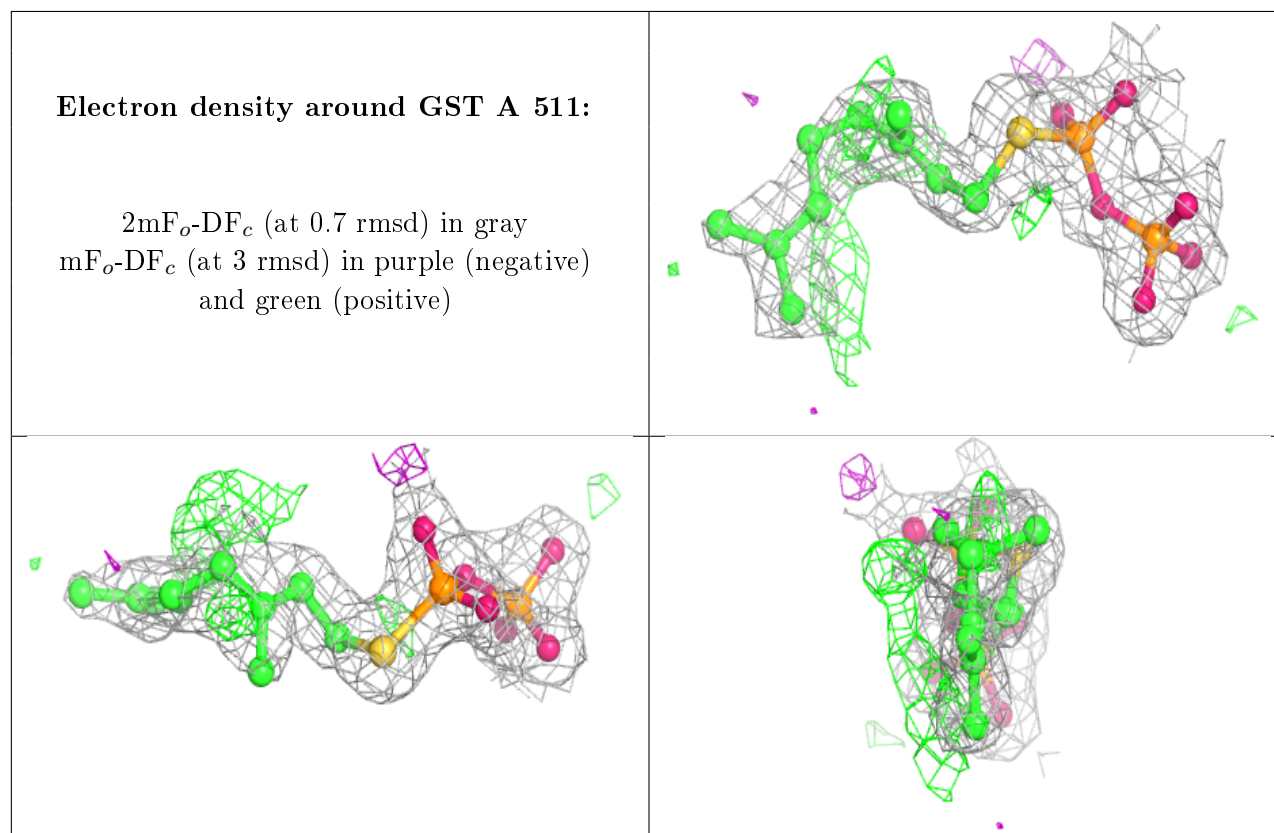 Electron density around GST A 511:
2mFₒ-DF𝒸 (at 0.7 rmsd) in gray
mFₒ-DF𝒸 (at 3 rmsd) in purple (negative)
and green (positive)